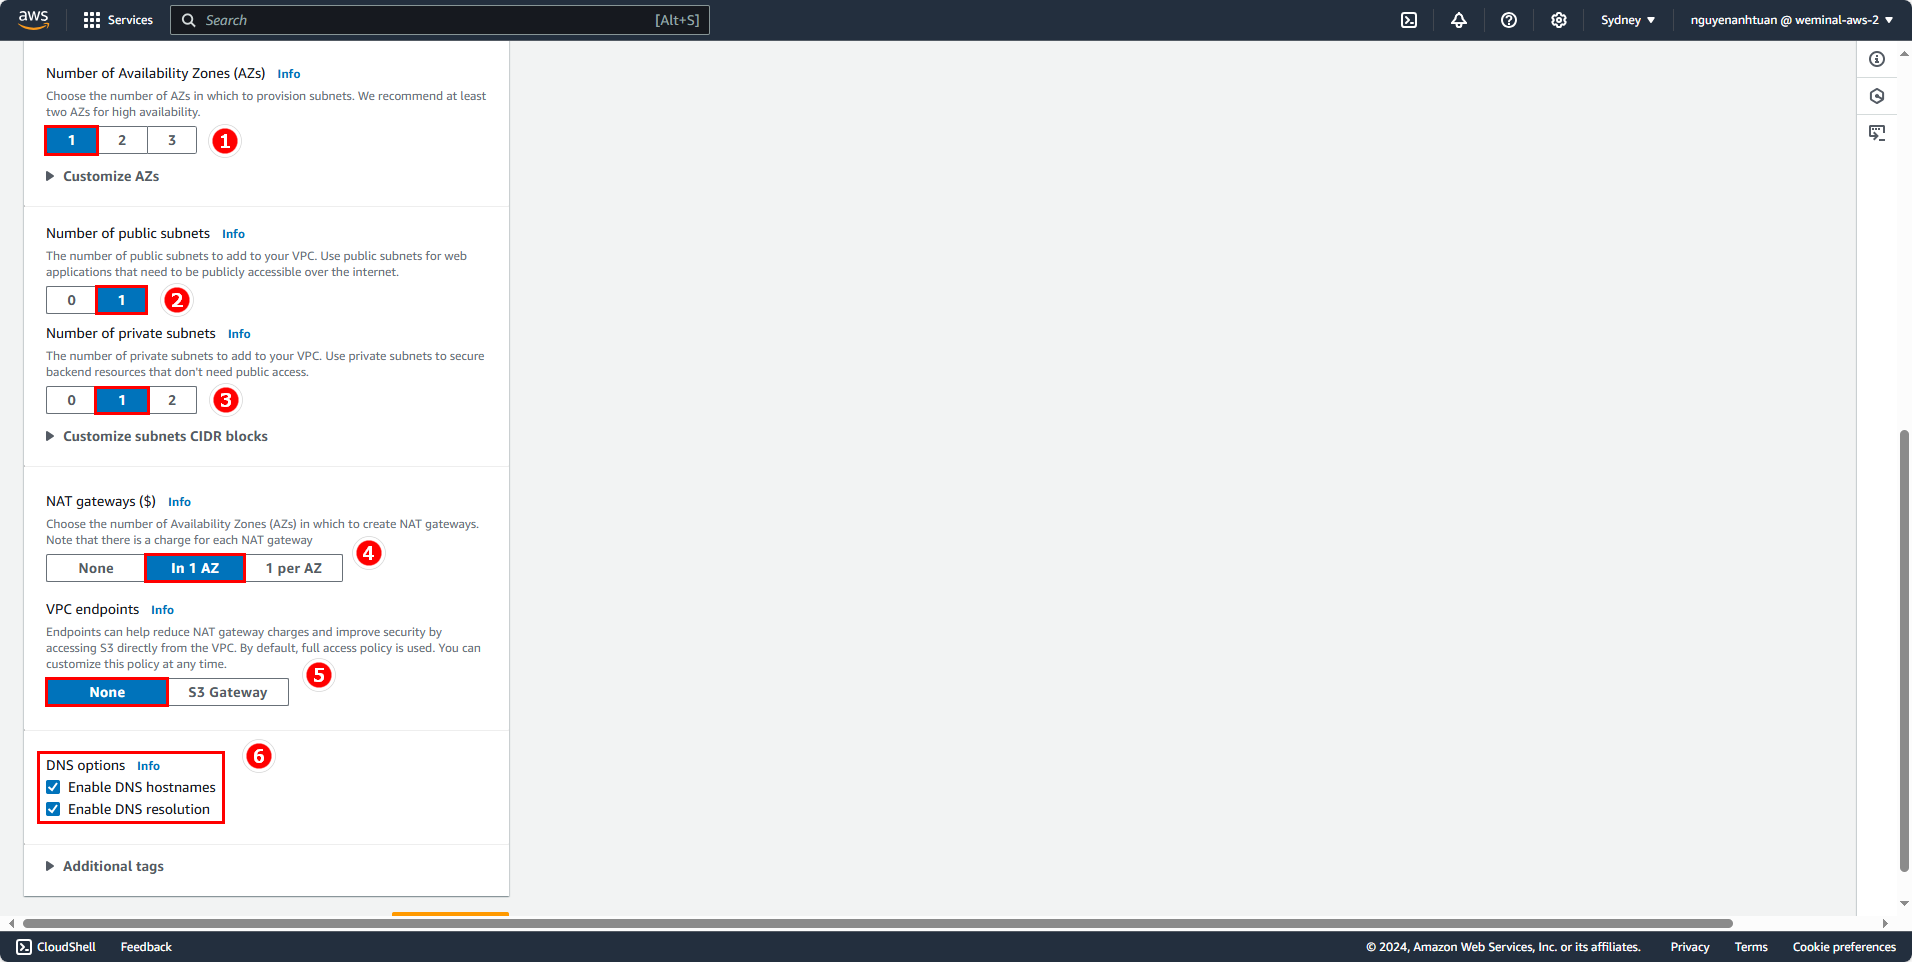 aws
Services
Search
[Alt+S]
Sydney
nguyenanhtuan @ weminal-aws-2
Number of Availability Zones (AZs) Info
Choose the number of AZs in which to provision subnets. We recommend at least
two AZs for high availability.
1 2 3
1
Customize AZs
Number of public subnets Info
The number of public subnets to add to your VPC. Use public subnets for web
applications that need to be publicly accessible over the internet.
0 1
2
Number of private subnets Info
The number of private subnets to add to your VPC. Use private subnets to secure
backend resources that don't need public access.
0 1 2
3
Customize subnets CIDR blocks
NAT gateways ($) Info
Choose the number of Availability Zones (AZs) in which to create NAT gateways.
Note that there is a charge for each NAT gateway
4
None In 1 AZ 1 per AZ
VPC endpoints Info
Endpoints can help reduce NAT gateway charges and improve security by
accessing S3 directly from the VPC. By default, full access policy is used. You can
customize this policy at any time.
5
None S3 Gateway
6
DNS options Info
Enable DNS hostnames
Enable DNS resolution
Additional tags
CloudShell
Feedback
© 2024, Amazon Web Services, Inc. or its affiliates.
Privacy
Terms
Cookie preferences